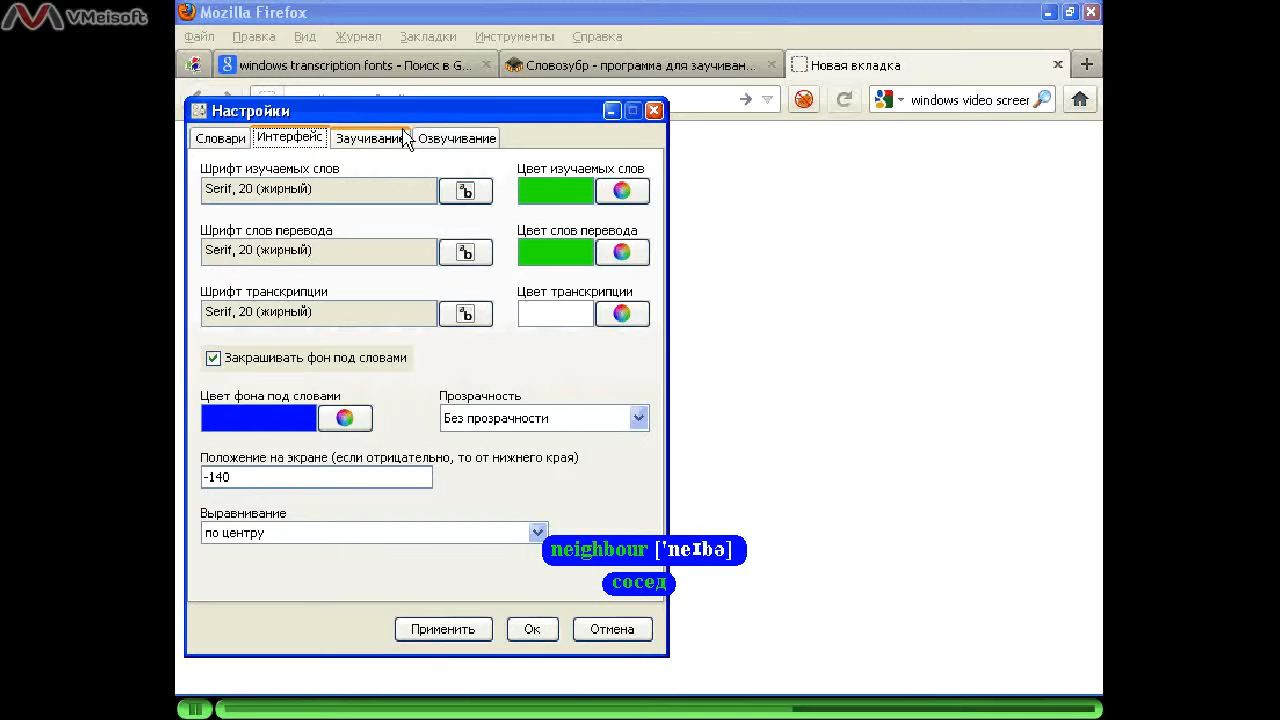 VMeisoft
Mozilla Firefox
Файл Правка Вид Журнал Закладки Инструменты Справка
windows transcription fonts - Поиск в G...
Словозубр - программа для заучиван...
Новая вкладка
windows video screen
Настройки
Словари Интерфейс Заучивани Озвучивание
Шрифт изучаемых слов Цвет изучаемых слов
Serif, 20 (жирный)
Шрифт слов перевода Цвет слов перевода
Serif, 20 (жирный)
Шрифт транскрипции Цвет транскрипции
Serif, 20 (жирный)
Закрашивать фон под словами
Цвет фона под словами Прозрачность
Без прозрачности
Положение на экране (если отрицательно, то от нижнего края)
-140
Выравнивание
по центру
neighbour ['neɪbə]
сосед
Применить Ок Отмена